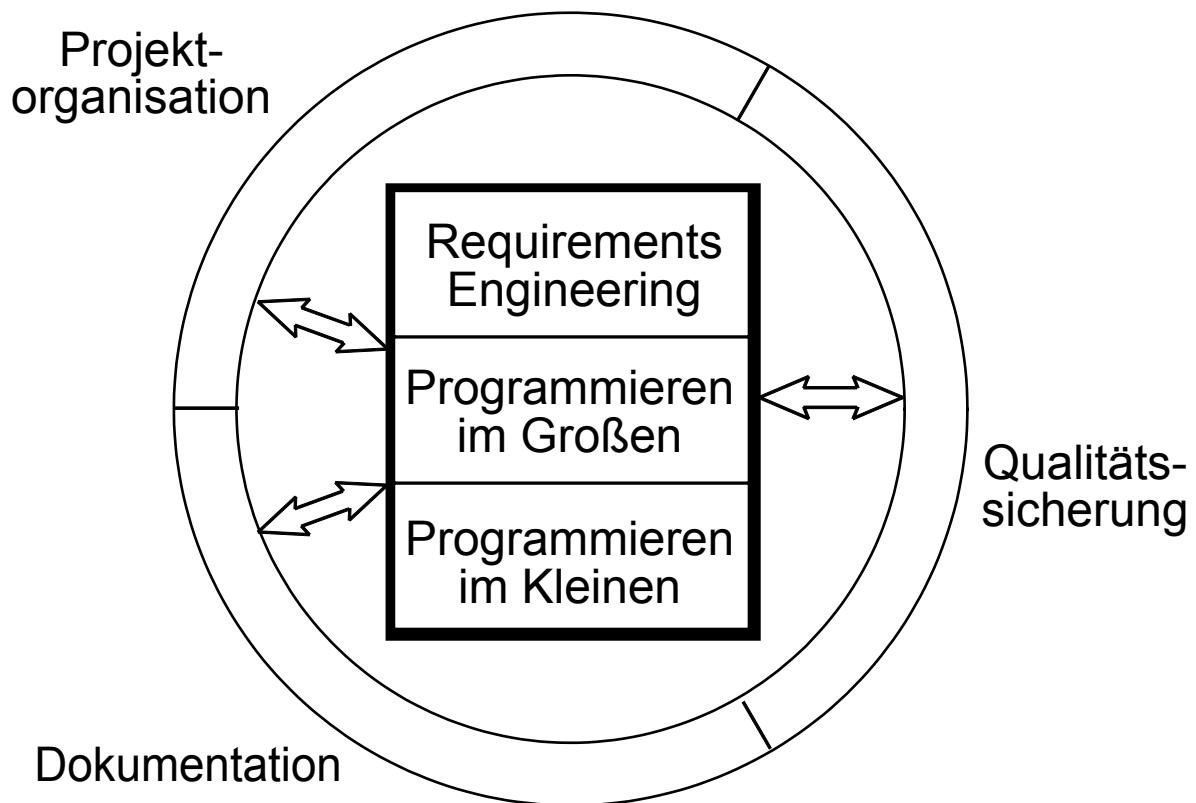 Projekt-
organisation
Requirements
Engineering
Programmieren
im Großen
Programmieren
im Kleinen
Qualitäts-
sicherung
Dokumentation